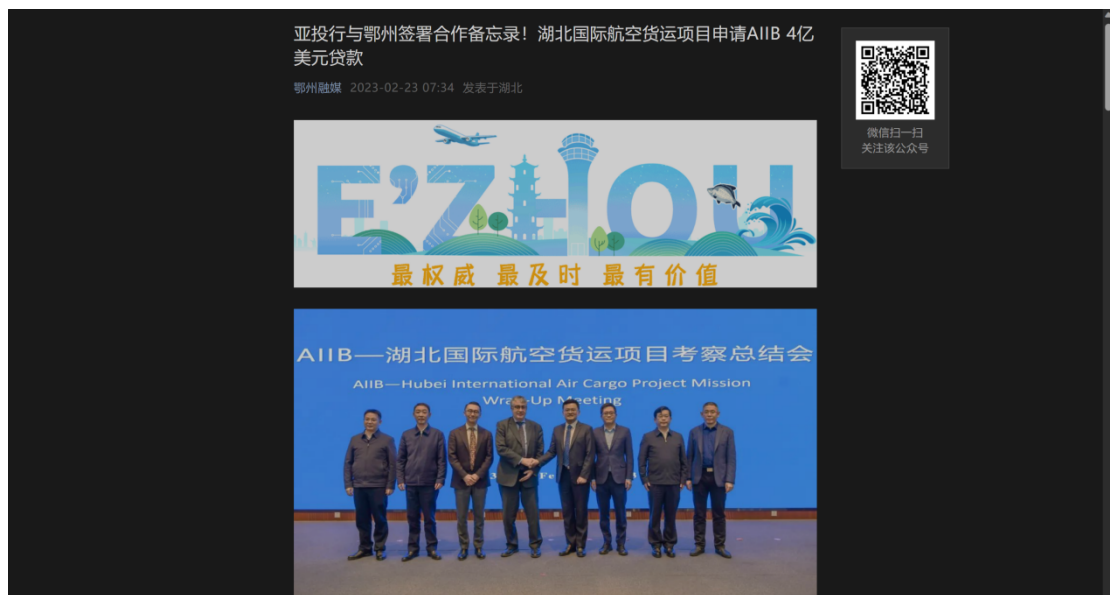 亚投行与鄂州签署合作备忘录！湖北国际航空货运项目申请AIIB 4亿
美元贷款
鄂州融媒 2023-02-23 07:34 发表于湖北
微信扫一扫
关注该公众号
E'ZHOU
最权威 最及时 最有价值
AIIB—湖北国际航空货运项目考察总结会
AIIB—Hubei International Air Cargo Project Mission
Wrap-Up Meeting